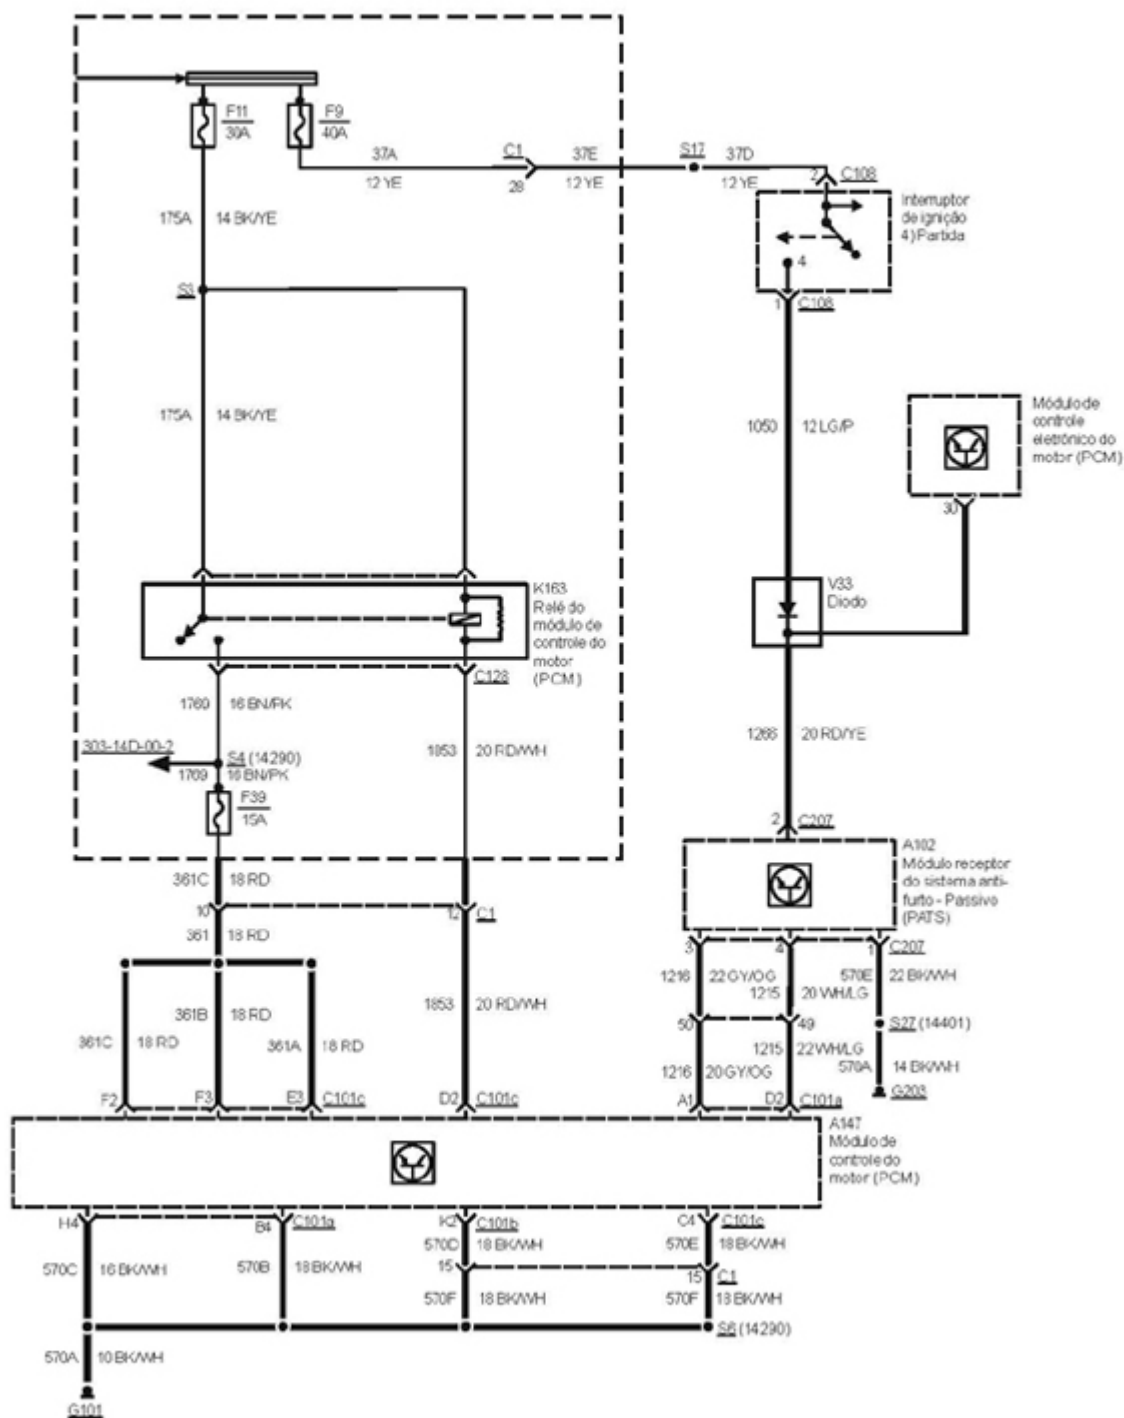 F11
30A
F9
40A
37A
12 YE
C1
28
37E
12 YE
S17
37D
12 YE
2
C108
Interruptor
de ignição
4) Partida
4
1
C108
175A
14 BK/YE
S3
175A
14 BK/YE
1050
12 LG/P
Módulo de
controle
eletrônico do
motor (PCM)
30
K163
Relé do
módulo de
controle do
motor
(PCM)
C128
V33
Diodo
1769
16 BN/PK
303-14D-00-2
S4 (14290)
1769
16 BN/PK
F39
15A
1853
20 RD/WH
1266
20 RD/YE
2
C207
A102
Módulo receptor
do sistema anti-
furto - Passivo
(PATS)
361C
18 RD
10
12
C1
361
18 RD
3
4
1
C207
1216
22 GY/OG
1215
20 WH/LG
570E
22 BK/WH
361B
18 RD
361C
18 RD
361A
18 RD
1853
20 RD/WH
50
49
S27 (14401)
1215
22 WH/LG
1216
20 GY/OG
570A
14 BK/WH
G203
F2
F3
E3
C101c
D2
C101c
A1
D2
C101a
A147
Módulo de
controle do
motor (PCM)
H4
B4
C101a
K2
C101b
C4
C101c
570C
16 BK/WH
570B
18 BK/WH
570D
18 BK/WH
570E
18 BK/WH
15
15
C1
570F
18 BK/WH
570F
18 BK/WH
S6 (14290)
570A
10 BK/WH
G101